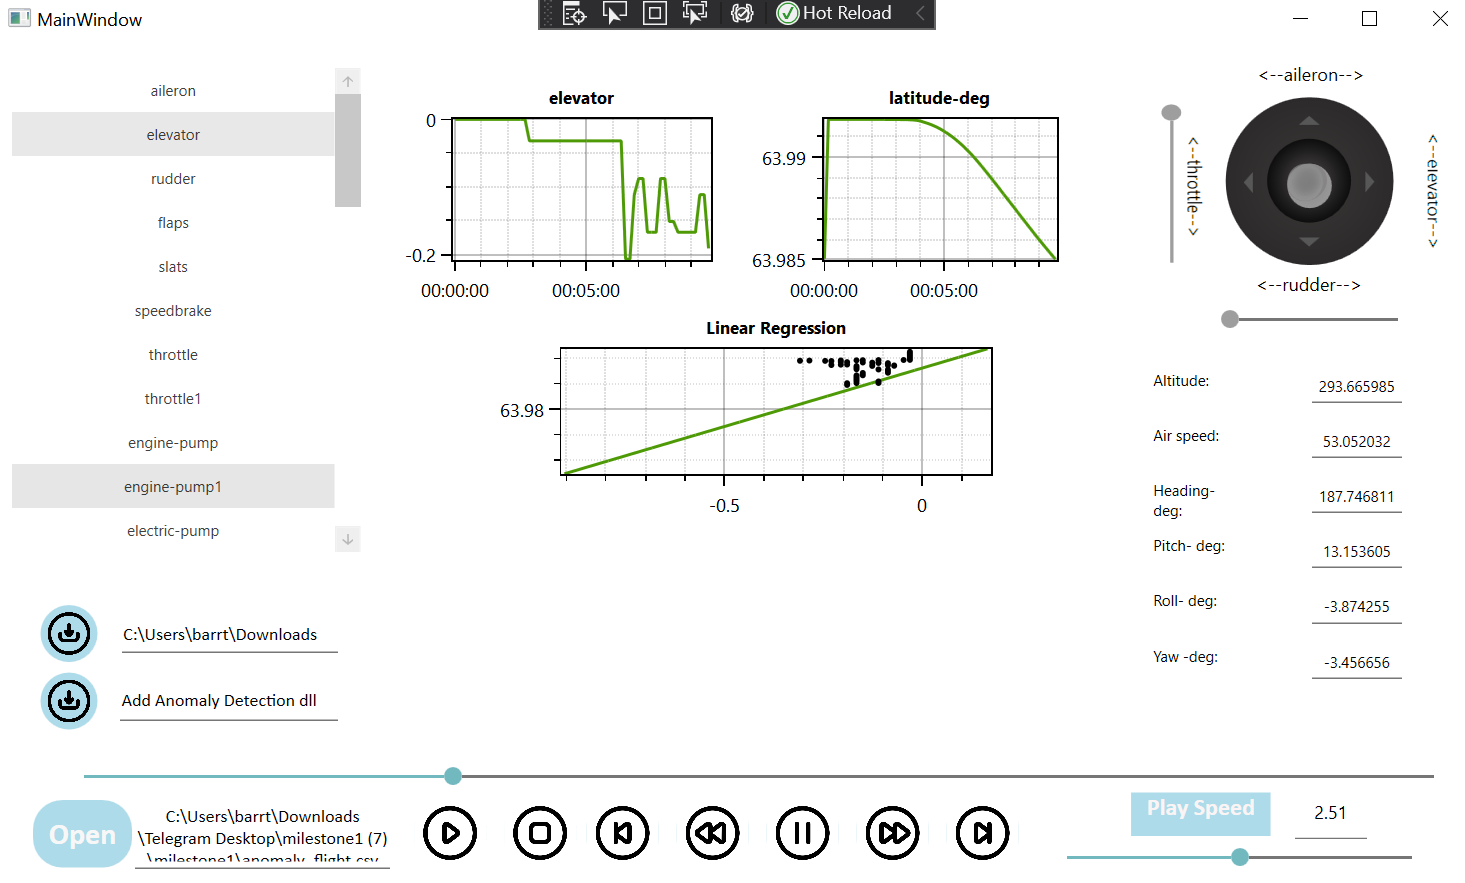 MainWindow
Hot Reload
aileron
elevator
rudder
flaps
slats
speedbrake
throttle
throttle1
engine-pump
engine-pump1
electric-pump
elevator
0
-0.2
00:00:00
00:05:00
latitude-deg
63.99
63.985
00:00:00
00:05:00
Linear Regression
63.98
-0.5
0
<--aileron-->
<--throttle-->
<--elevator-->
<--rudder-->
Altitude:
293.665985
Air speed:
53.052032
Heading-
deg:
187.746811
Pitch- deg:
13.153605
Roll- deg:
-3.874255
Yaw -deg:
-3.456656
C:\Users\barrt\Downloads
Add Anomaly Detection dll
Open
C:\Users\barrt\Downloads
\Telegram Desktop\milestone1 (7)
\milestone1\anomaly_flight.csv
Play Speed
2.51